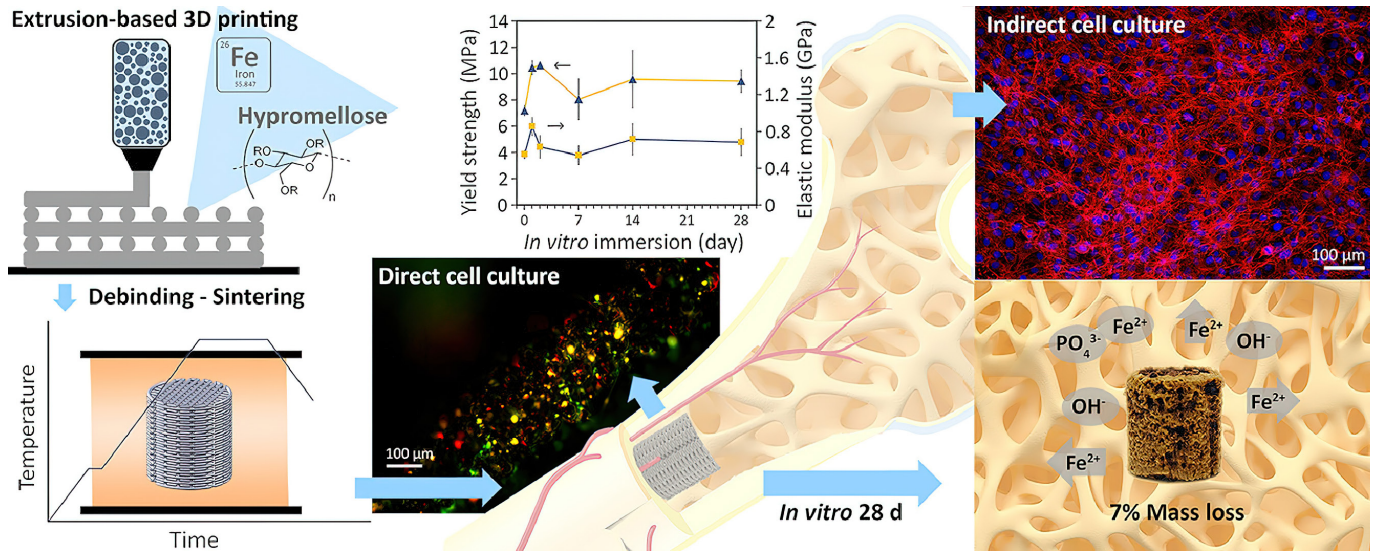 Extrusion-based 3D printing
26
Fe
Iron
55.847
Hypromellose
OR
RO
O
O
OR
OR
n
Debinding - Sintering
Temperature
Time
Yield strength (MPa)
14
12
10
8
6
4
2
0
2
1.6
1.2
0.8
0.4
0
Elastic modulus (GPa)
0 7 14 21 28
In vitro immersion (day)
Direct cell culture
100 μm
In vitro 28 d
Indirect cell culture
100 μm
PO₄³⁻
Fe²⁺
Fe²⁺
OH⁻
OH⁻
Fe²⁺
Fe²⁺
7% Mass loss